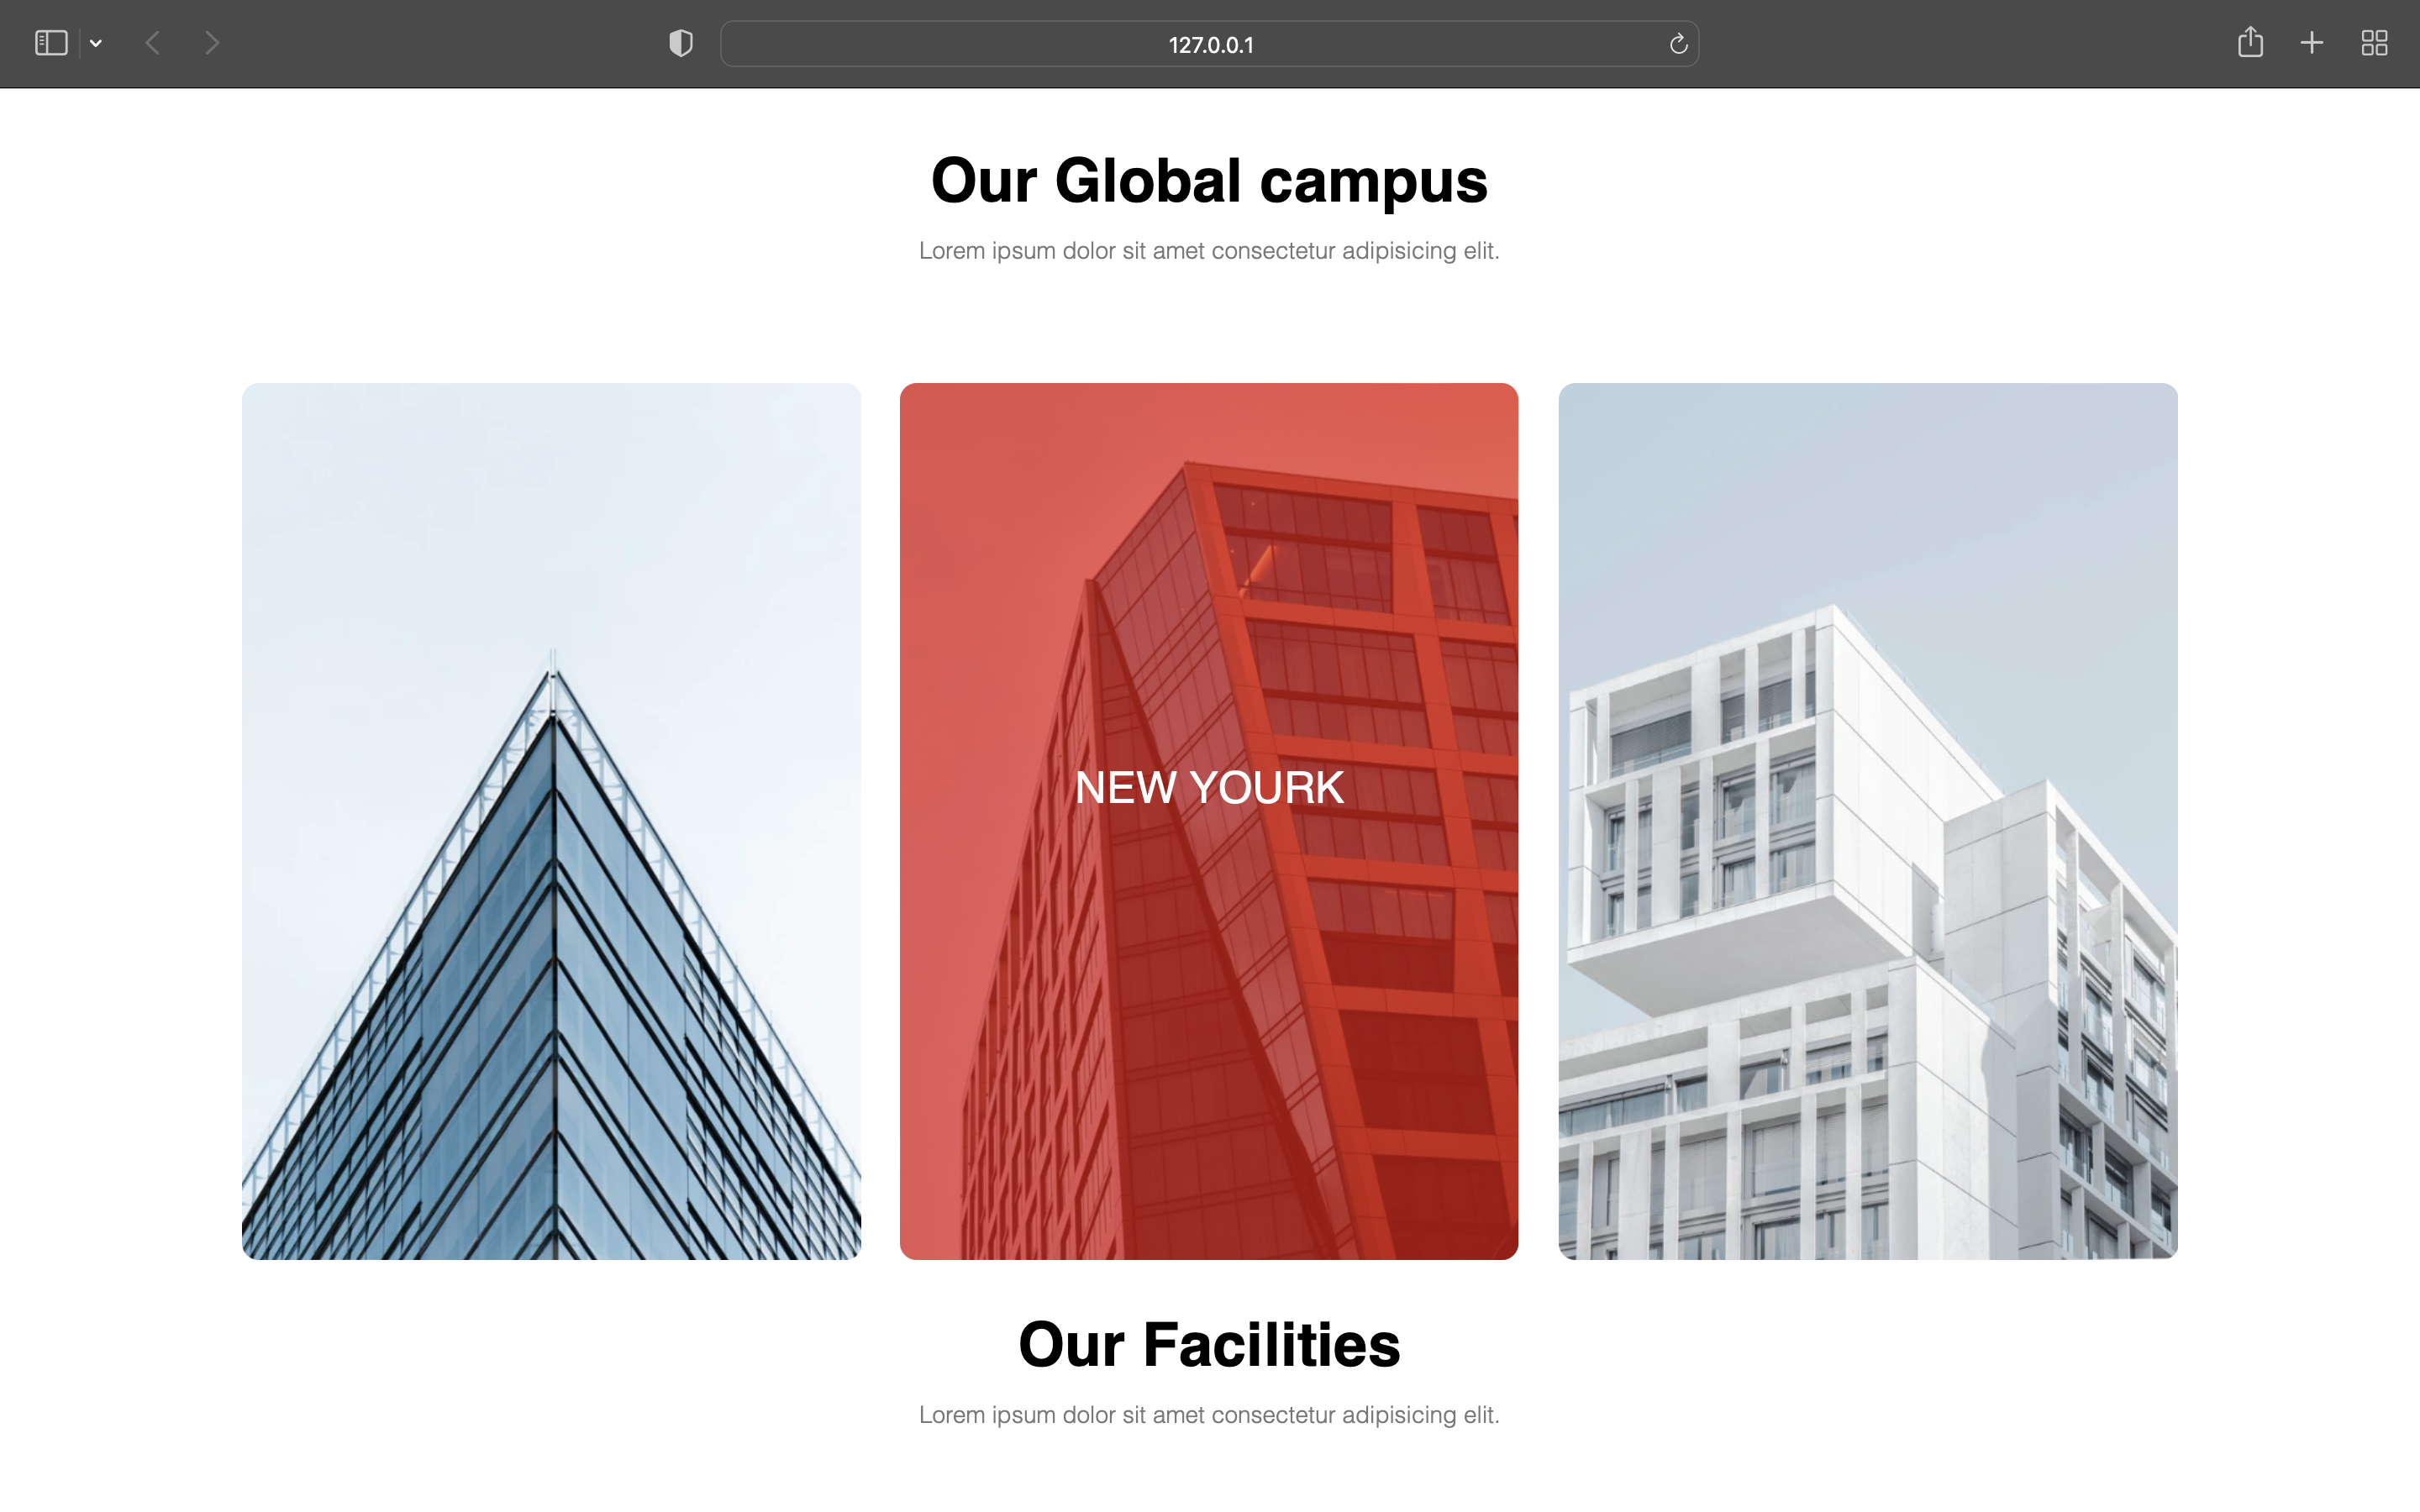 127.0.0.1
Our Global campus
Lorem ipsum dolor sit amet consectetur adipisicing elit.
NEW YOURK
Our Facilities
Lorem ipsum dolor sit amet consectetur adipisicing elit.